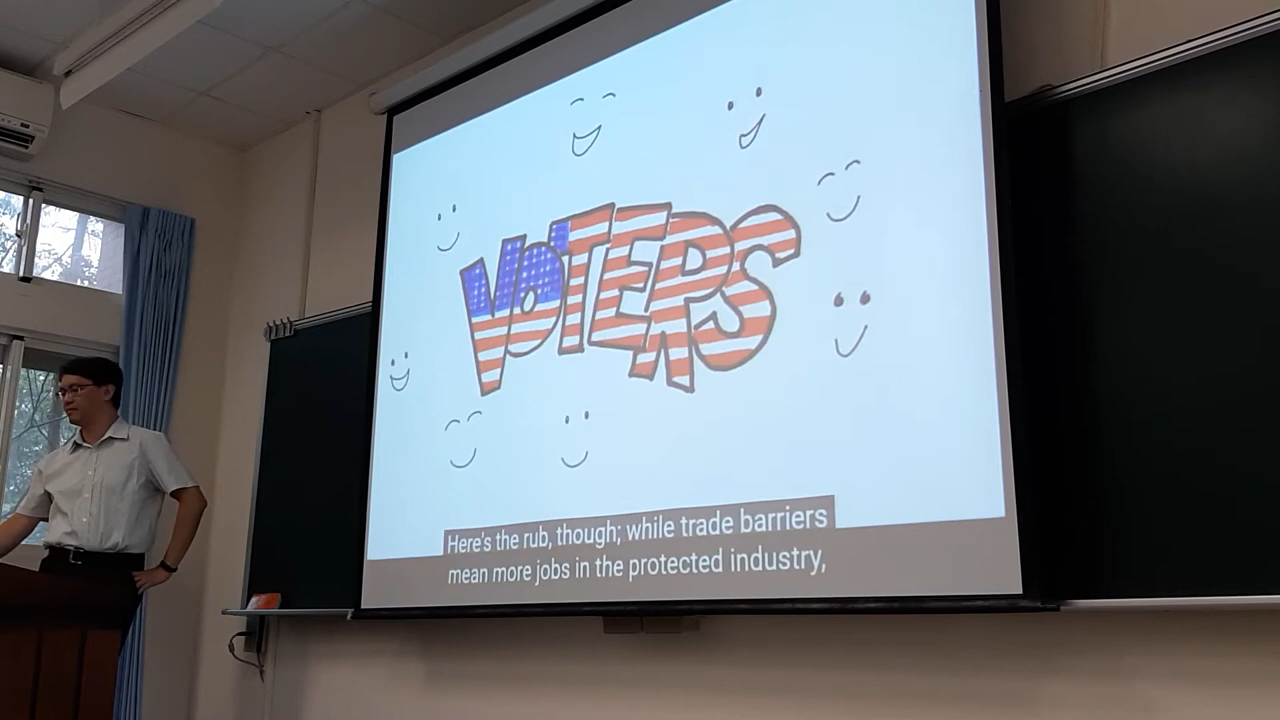 VOTERS
Here's the rub, though; while trade barriers
mean more jobs in the protected industry,